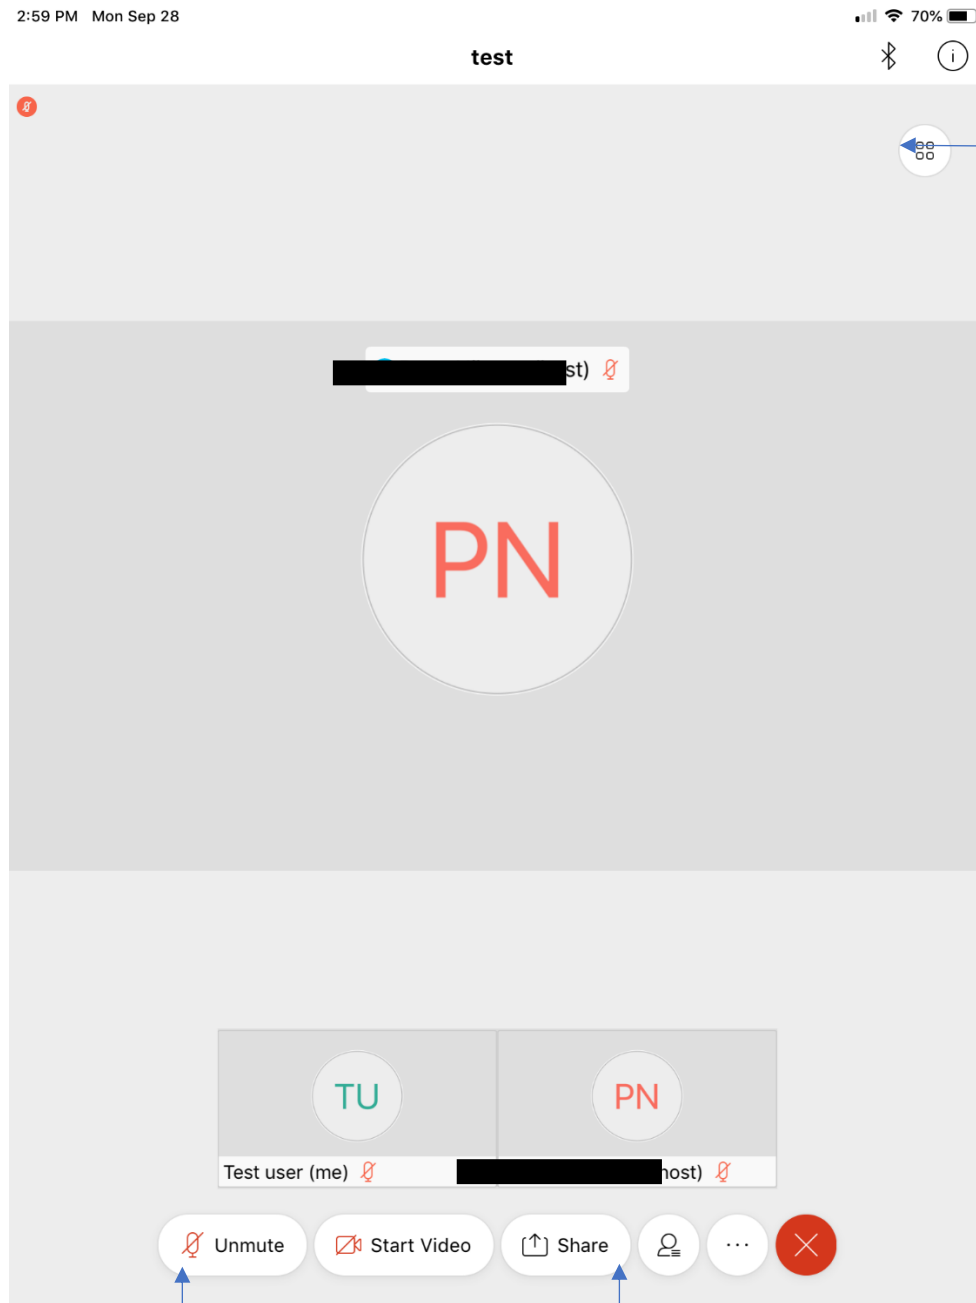 2:59 PM Mon Sep 28 70%
test
st)
PN
TU PN
Test user (me) host)
Unmute Start Video Share